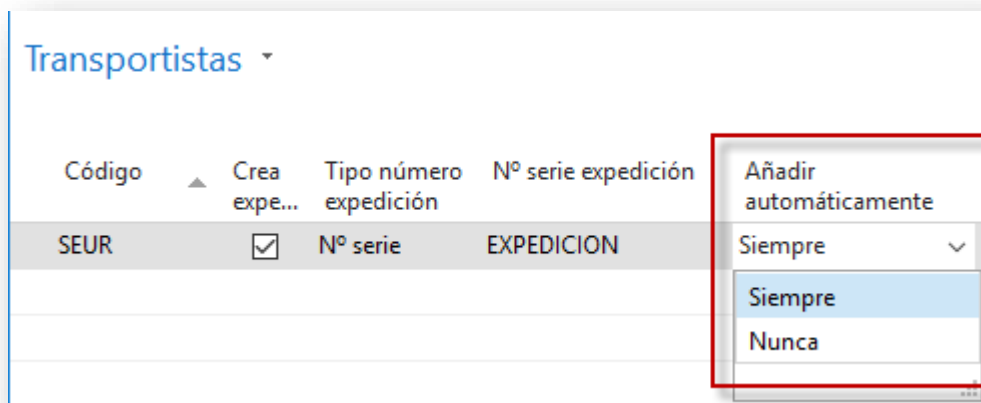 Transportistas
Código Crea expe... Tipo número expedición Nº serie expedición Añadir automáticamente
SEUR Nº serie EXPEDICION Siempre
Siempre
Nunca